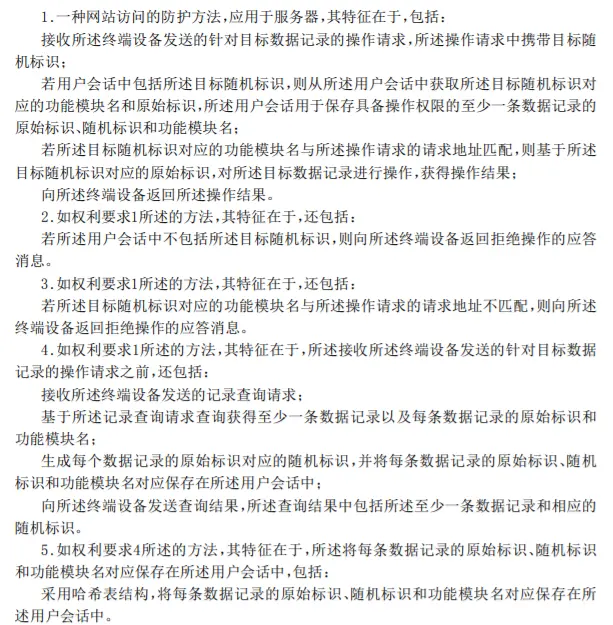 1.一种网站访问的防护方法,应用于服务器,其特征在于,包括:
接收所述终端设备发送的针对目标数据记录的操作请求,所述操作请求中携带目标随
机标识;
若用户会话中包括所述目标随机标识,则从所述用户会话中获取所述目标随机标识对
应的功能模块名和原始标识,所述用户会话用于保存具备操作权限的至少一条数据记录的
原始标识、随机标识和功能模块名;
若所述目标随机标识对应的功能模块名与所述操作请求的请求地址匹配,则基于所述
目标随机标识对应的原始标识,对所述目标数据记录进行操作,获得操作结果;
向所述终端设备返回所述操作结果。
2.如权利要求1所述的方法,其特征在于,还包括:
若所述用户会话中不包括所述目标随机标识,则向所述终端设备返回拒绝操作的应答
消息。
3.如权利要求1所述的方法,其特征在于,还包括:
若所述目标随机标识对应的功能模块名与所述操作请求的请求地址不匹配,则向所述
终端设备返回拒绝操作的应答消息。
4.如权利要求1所述的方法,其特征在于,所述接收所述终端设备发送的针对目标数据
记录的操作请求之前,还包括:
接收所述终端设备发送的记录查询请求;
基于所述记录查询请求查询获得至少一条数据记录以及每条数据记录的原始标识和
功能模块名;
生成每个数据记录的原始标识对应的随机标识,并将每条数据记录的原始标识、随机
标识和功能模块名对应保存在所述用户会话中;
向所述终端设备发送查询结果,所述查询结果中包括所述至少一条数据记录和相应的
随机标识。
5.如权利要求4所述的方法,其特征在于,所述将每条数据记录的原始标识、随机标识
和功能模块名对应保存在所述用户会话中,包括:
采用哈希表结构,将每条数据记录的原始标识、随机标识和功能模块名对应保存在所
述用户会话中。